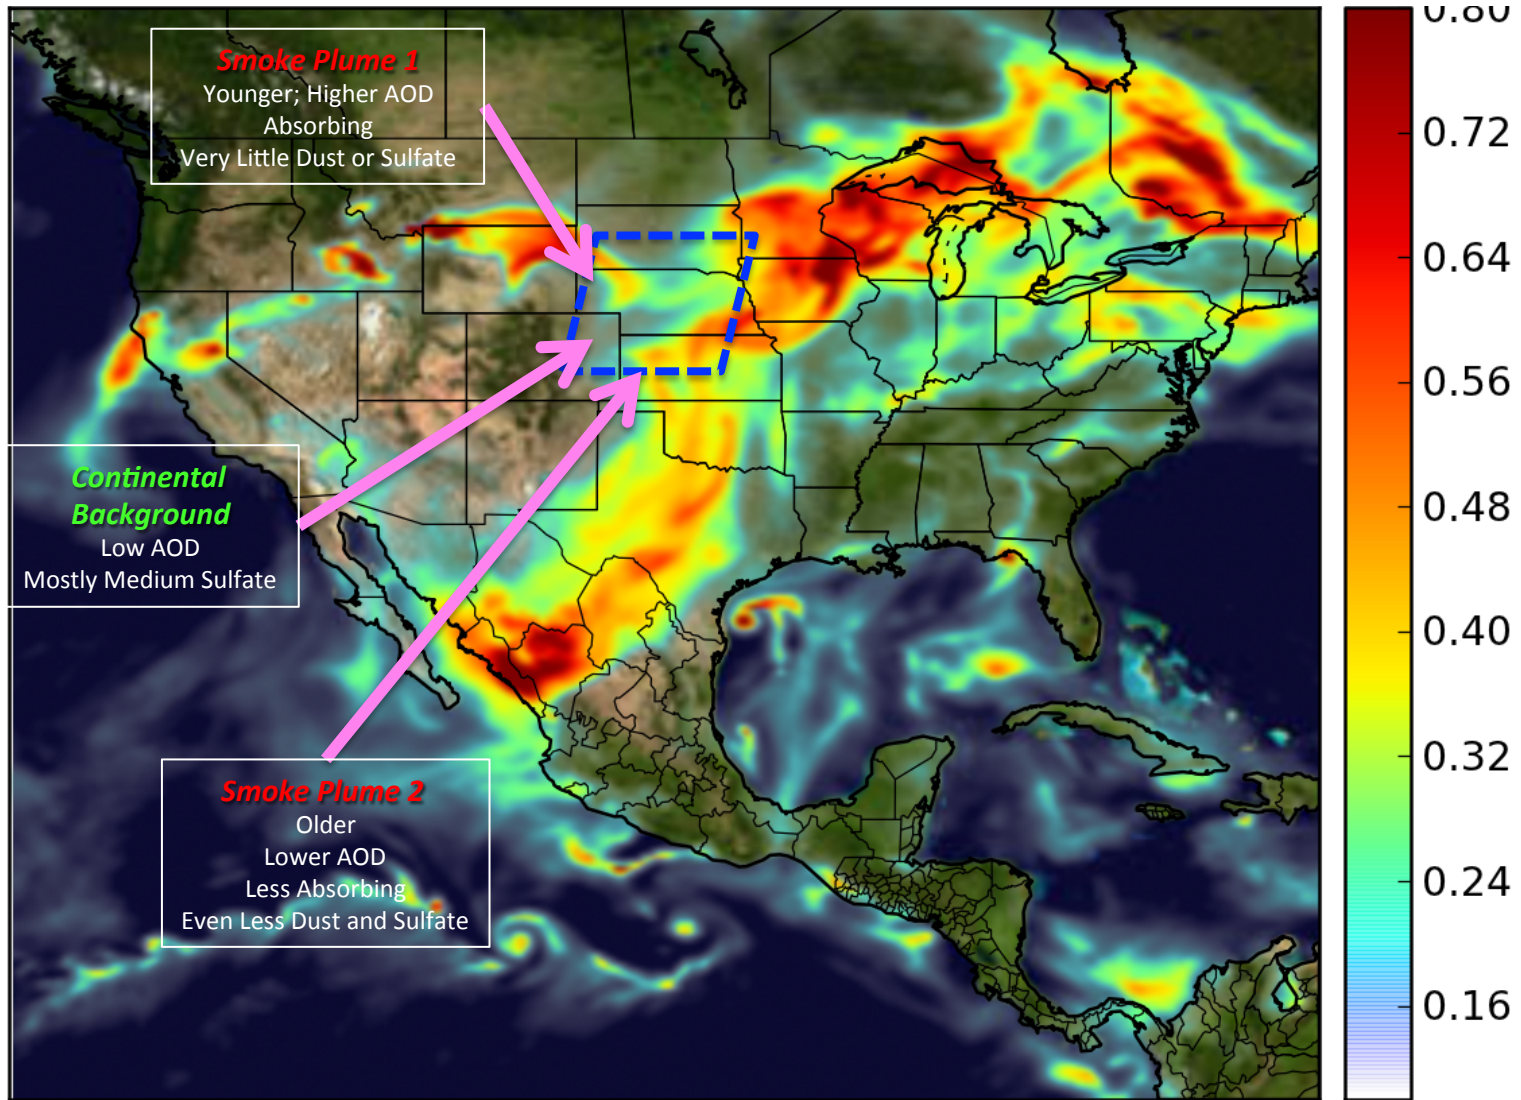 Smoke Plume 1
Younger; Higher AOD
Absorbing
Very Little Dust or Sulfate
Continental
Background
Low AOD
Mostly Medium Sulfate
Smoke Plume 2
Older
Lower AOD
Less Absorbing
Even Less Dust and Sulfate
0.80
0.72
0.64
0.56
0.48
0.40
0.32
0.24
0.16